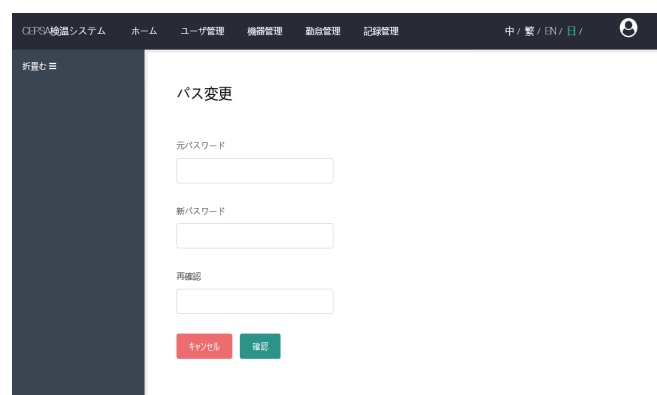 CEPSA検温システム ホーム ユーザ管理 機器管理 勤怠管理 記録管理 中 / 繁 / EN / 日 /
折畳む
パス変更
元パスワード
新パスワード
再確認
キャンセル 確認